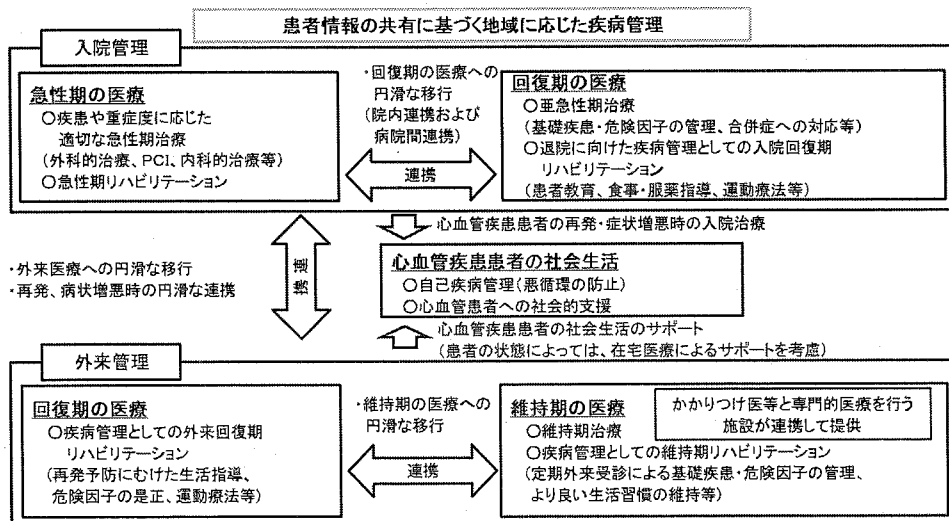 患者情報の共有に基づく地域に応じた疾病管理
入院管理
急性期の医療
○疾患や重症度に応じた
適切な急性期治療
(外科的治療、PCI、内科的治療等)
○急性期リハビリテーション
・回復期の医療への
円滑な移行
(院内連携および
病院間連携)
連携
回復期の医療
○亜急性期治療
(基礎疾患・危険因子の管理、合併症への対応等)
○退院に向けた疾病管理としての入院回復期
リハビリテーション
(患者教育、食事・服薬指導、運動療法等)
心血管疾患患者の再発・症状増悪時の入院治療
・外来医療への円滑な移行
・再発、病状増悪時の円滑な連携
連携
心血管疾患患者の社会生活
○自己疾病管理(悪循環の防止)
○心血管患者への社会的支援
心血管疾患患者の社会生活のサポート
(患者の状態によっては、在宅医療によるサポートを考慮)
外来管理
回復期の医療
○疾病管理としての外来回復期
リハビリテーション
(再発予防にむけた生活指導、
危険因子の是正、運動療法等)
・維持期の医療への
円滑な移行
連携
維持期の医療
かかりつけ医等と専門的医療を行う
施設が連携して提供
○維持期治療
○疾病管理としての維持期リハビリテーション
(定期外来受診による基礎疾患・危険因子の管理、
より良い生活習慣の維持等)